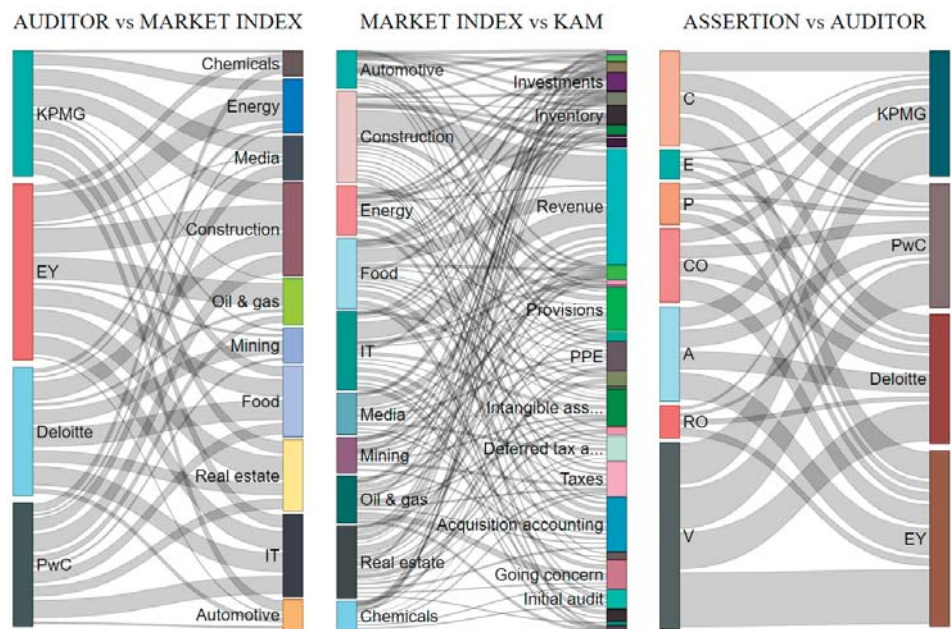 AUDITOR vs MARKET INDEX
KPMG
EY
Deloitte
PwC
Chemicals
Energy
Media
Construction
Oil & gas
Mining
Food
Real estate
IT
Automotive
MARKET INDEX vs KAM
Automotive
Construction
Energy
Food
IT
Media
Mining
Oil & gas
Real estate
Chemicals
Investments
Inventory
Revenue
Provisions
PPE
Intangible ass...
Deferred tax a...
Taxes
Acquisition accounting
Going concern
Initial audit
ASSERTION vs AUDITOR
C
E
P
CO
A
RO
V
KPMG
PwC
Deloitte
EY